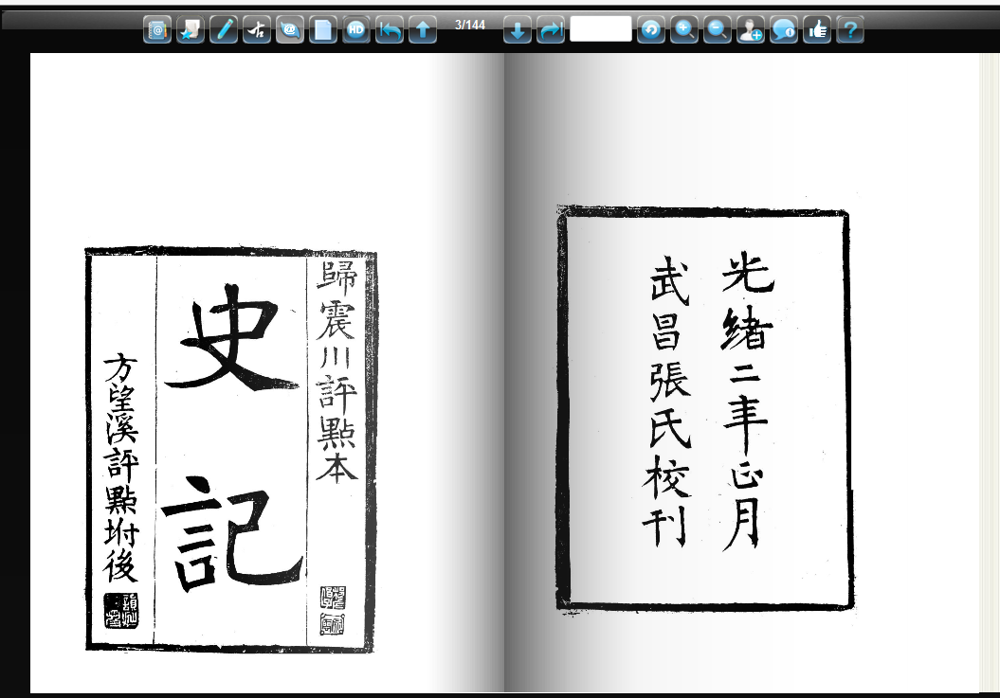 3/144
HD
光緒二年正月
武昌張氏校刊
歸震川評點本
史記
方望溪評點坿後